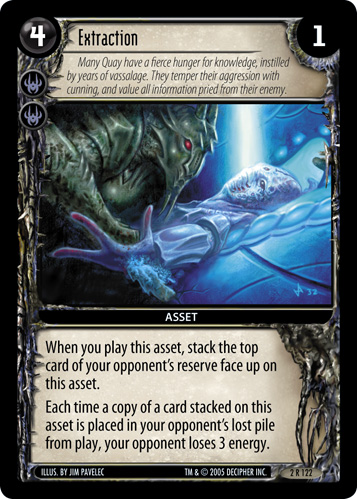 4
Extraction
1
Many Quay have a fierce hunger for knowledge, instilled
by years of vassalage. They temper their aggression with
cunning, and value all information pried from their enemy.
ASSET
When you play this asset, stack the top
card of your opponent's reserve face up on
this asset.
Each time a copy of a card stacked on this
asset is placed in your opponent's lost pile
from play, your opponent loses 3 energy.
ILLUS. BY JIM PAVELEC
TM & © 2005 DECIPHER INC.
2 R 122